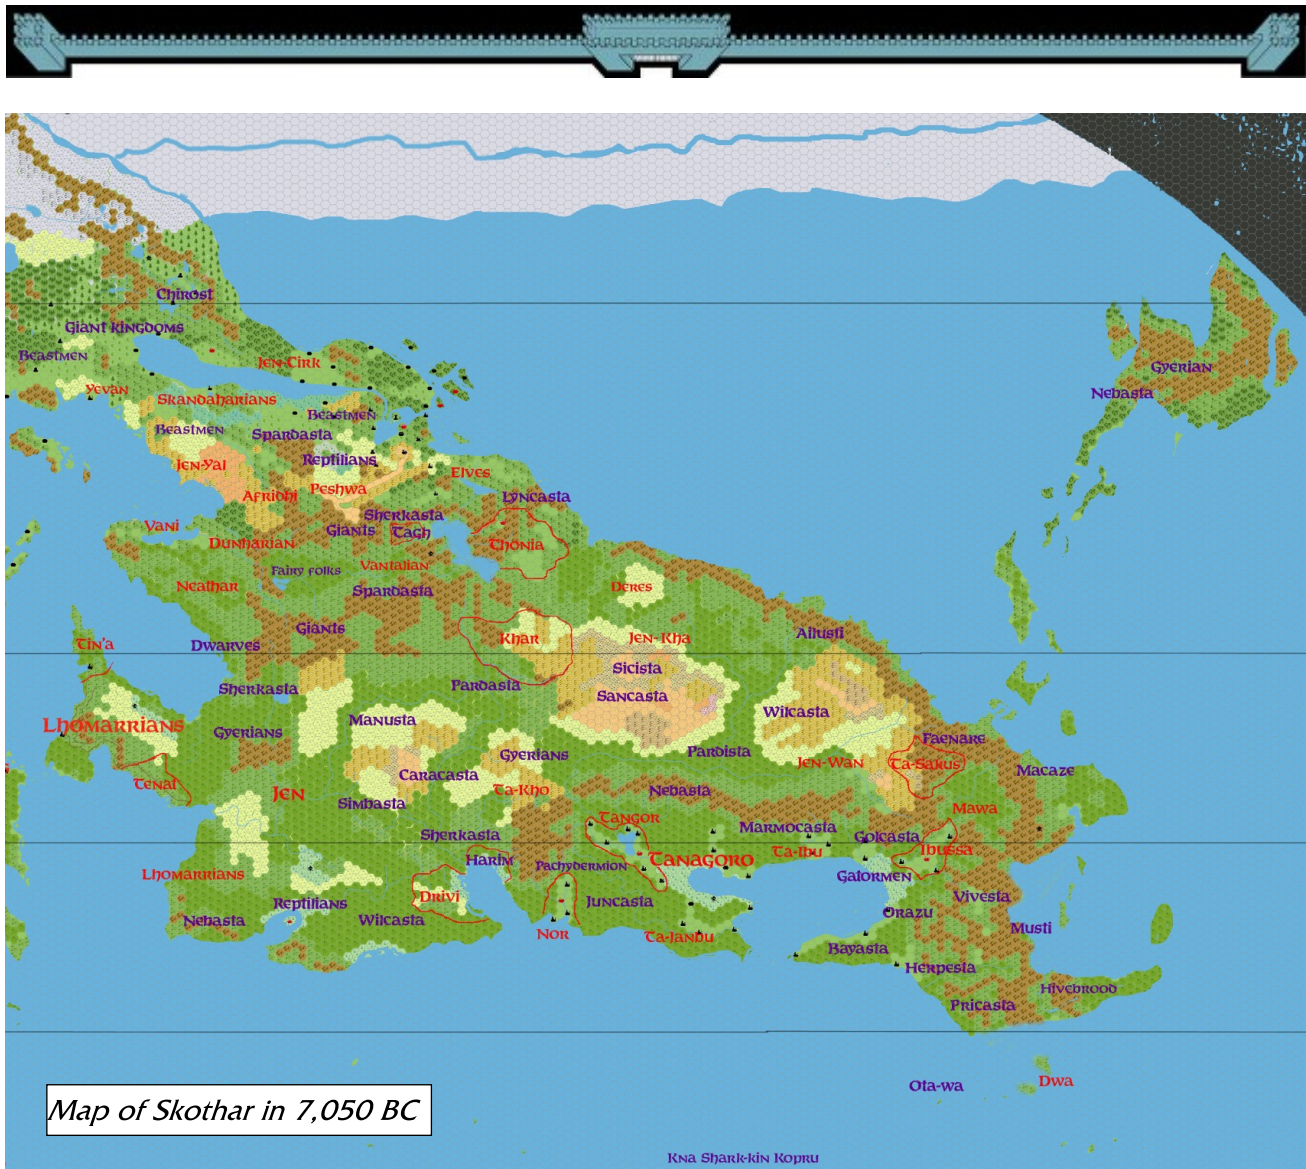 Chirost
Giant Kingdoms
Beastmen
Jen-Cirk
Yevan
Skandaharians
Beastmen
Beastmen
Spardasta
Reptilians
Jen-Yal
Elves
Afridhi
Peshwa
Lyncasta
Sherkasta
Vani
Giants
Tagh
Dunharian
Thonia
Vantalian
Fairy folks
Neathar
Spardasta
Deres
Gyerian
Nebasta
Giants
Khar
Jen-Kha
Ailusti
Tin'a
Dwarves
Sicista
Sherkasta
Pardasta
Sancasta
Wilcasta
Lhomarrians
Manusta
Gyerians
Faenare
Gyerians
Pardista
Jen-Wan
Ta-Sakus
Macaze
Tenal
Caracasta
Jen
Ta-Kho
Nebasta
Simbasta
Mawa
Tangor
Marmocasta
Sherkasta
Golcasta
Harim
Tanagoro
Ta-Ibu
Ibussa
Pachydermion
Lhomarrians
Galormen
Drivi
Vivesta
Reptilians
Juncasta
Orazu
Nebasta
Wilcasta
Nor
Ta-Jandu
Musti
Bayasta
Herpesta
Hivebrood
Pricasta
Ota-wa
Dwa
Map of Skothar in 7,050 BC
Kna Shark-kin Kopru